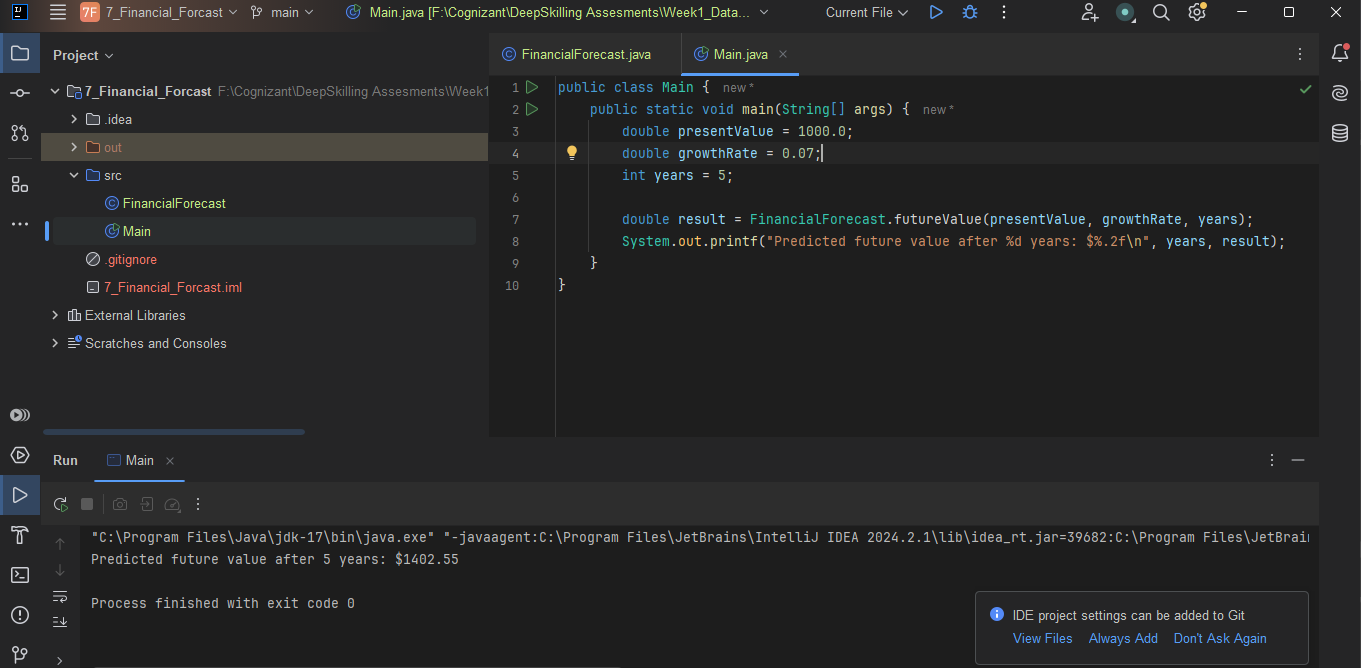 7F 7_Financial_Forcast main Main.java [F:\Cognizant\DeepSkilling Assesments\Week1_Data... Current File
Project
7_Financial_Forcast F:\Cognizant\DeepSkilling Assesments\Week1
.idea
out
src
FinancialForecast
Main
.gitignore
7_Financial_Forcast.iml
External Libraries
Scratches and Consoles
FinancialForecast.java Main.java
1 public class Main { new *
2 public static void main(String[] args) { new *
3 double presentValue = 1000.0;
4 double growthRate = 0.07;
5 int years = 5;
6
7 double result = FinancialForecast.futureValue(presentValue, growthRate, years);
8 System.out.printf("Predicted future value after %d years: $%.2f\n", years, result);
9 }
10 }
Run Main
"C:\Program Files\Java\jdk-17\bin\java.exe" "-javaagent:C:\Program Files\JetBrains\IntelliJ IDEA 2024.2.1\lib\idea_rt.jar=39682:C:\Program Files\JetBrain
Predicted future value after 5 years: $1402.55
Process finished with exit code 0
IDE project settings can be added to Git
View Files Always Add Don't Ask Again